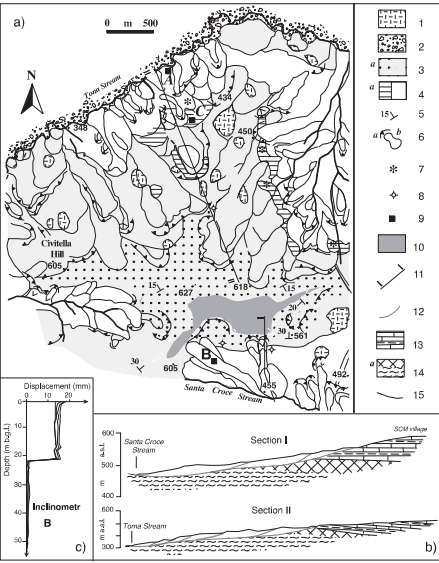 a)
0 m 500
N
Tona Stream
A
348
434
C
450
Civitella
Hill
605
15
627
618
15
20
30
561
30
605
B
455
492
Santa Croce Stream
a 1
2
a 3
a 4
15 5
a b 6
7
8
9
10
11
12
13
a 14
15
Displacement (mm)
0 10 20
0
10
20
30
40
50
Depth (m b.g.l.)
Inclinometr
B
c)
Section I
SCM village
Santa Croce
Stream
600
500
400
m a.s.l.
Section II
Tona Stream
600
300
m a.s.l.
b)